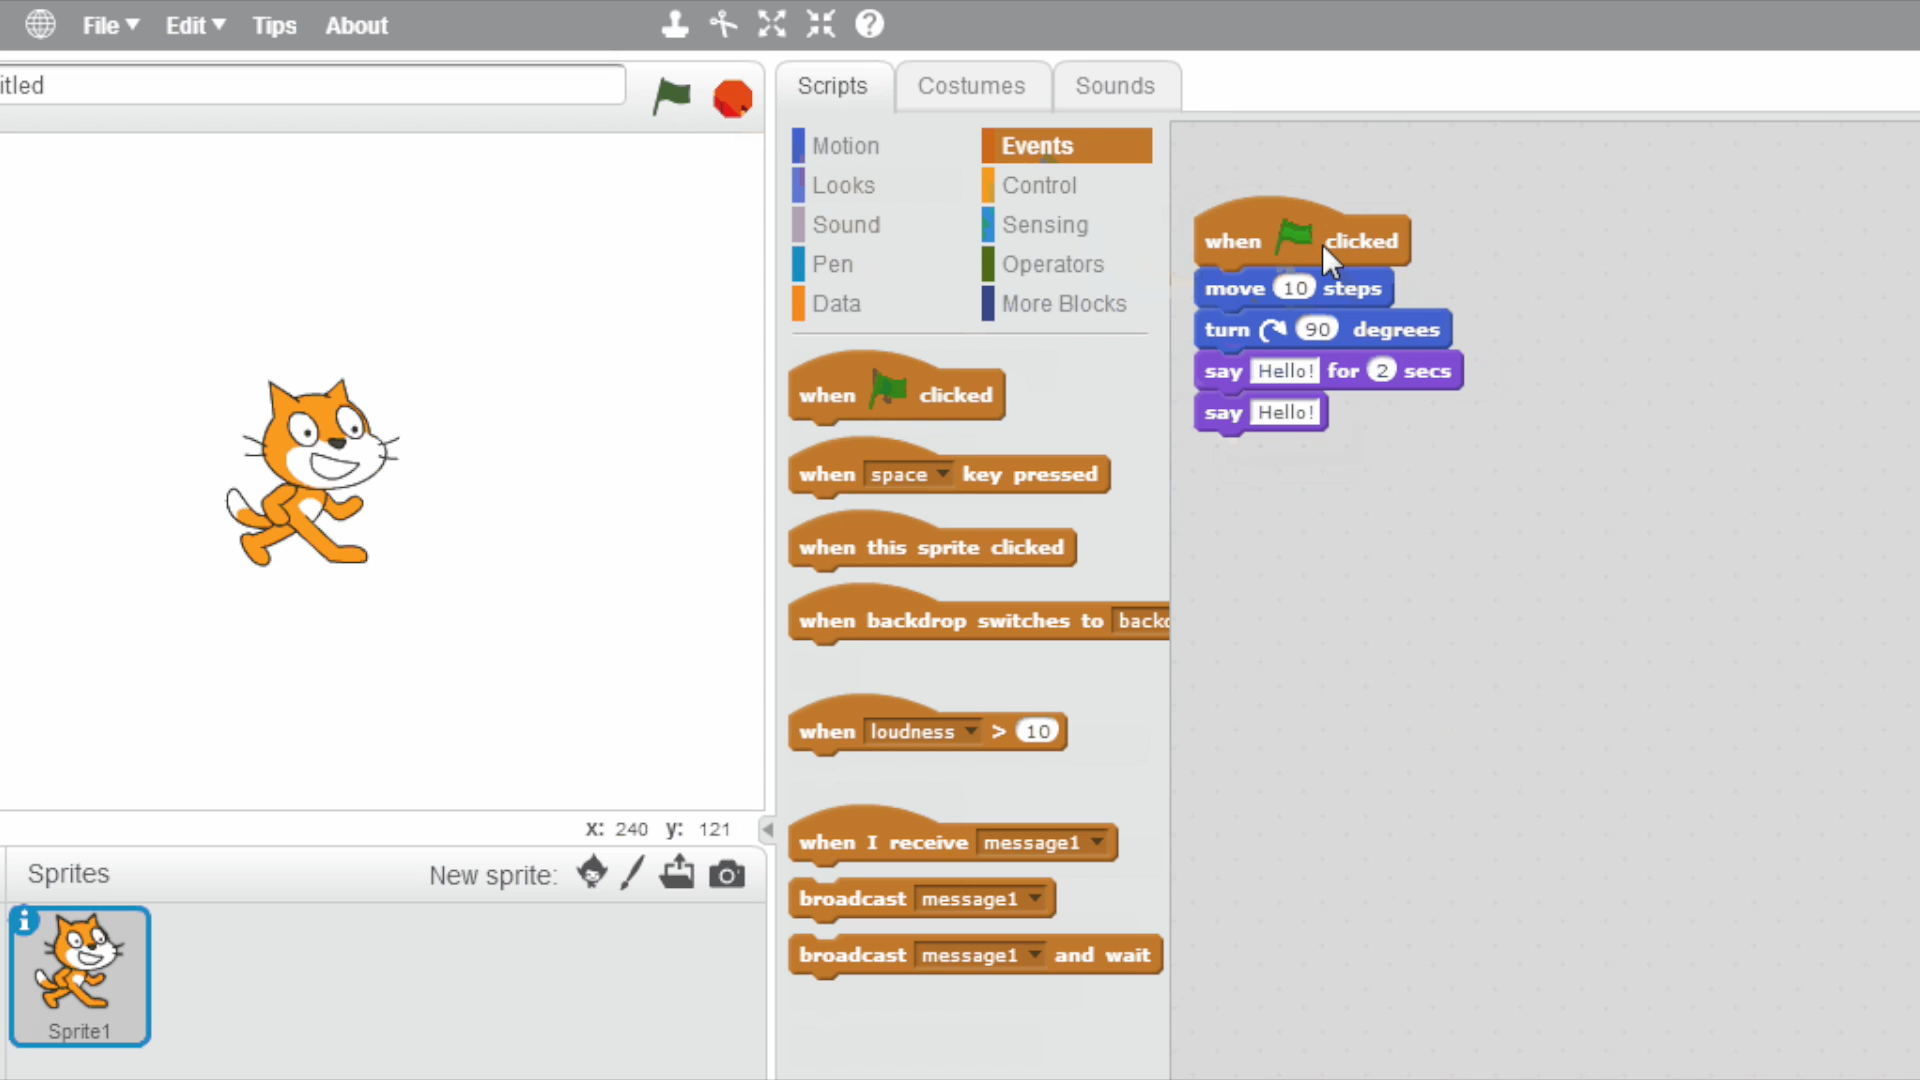 File Edit Tips About
itled
Scripts Costumes Sounds
Motion Events
Looks Control
Sound Sensing
Pen Operators
Data More Blocks
when clicked
when space key pressed
when this sprite clicked
when backdrop switches to backd
when loudness > 10
when I receive message1
broadcast message1
broadcast message1 and wait
when clicked
move 10 steps
turn 90 degrees
say Hello! for 2 secs
say Hello!
x: 240 y: 121
Sprites New sprite:
Sprite1